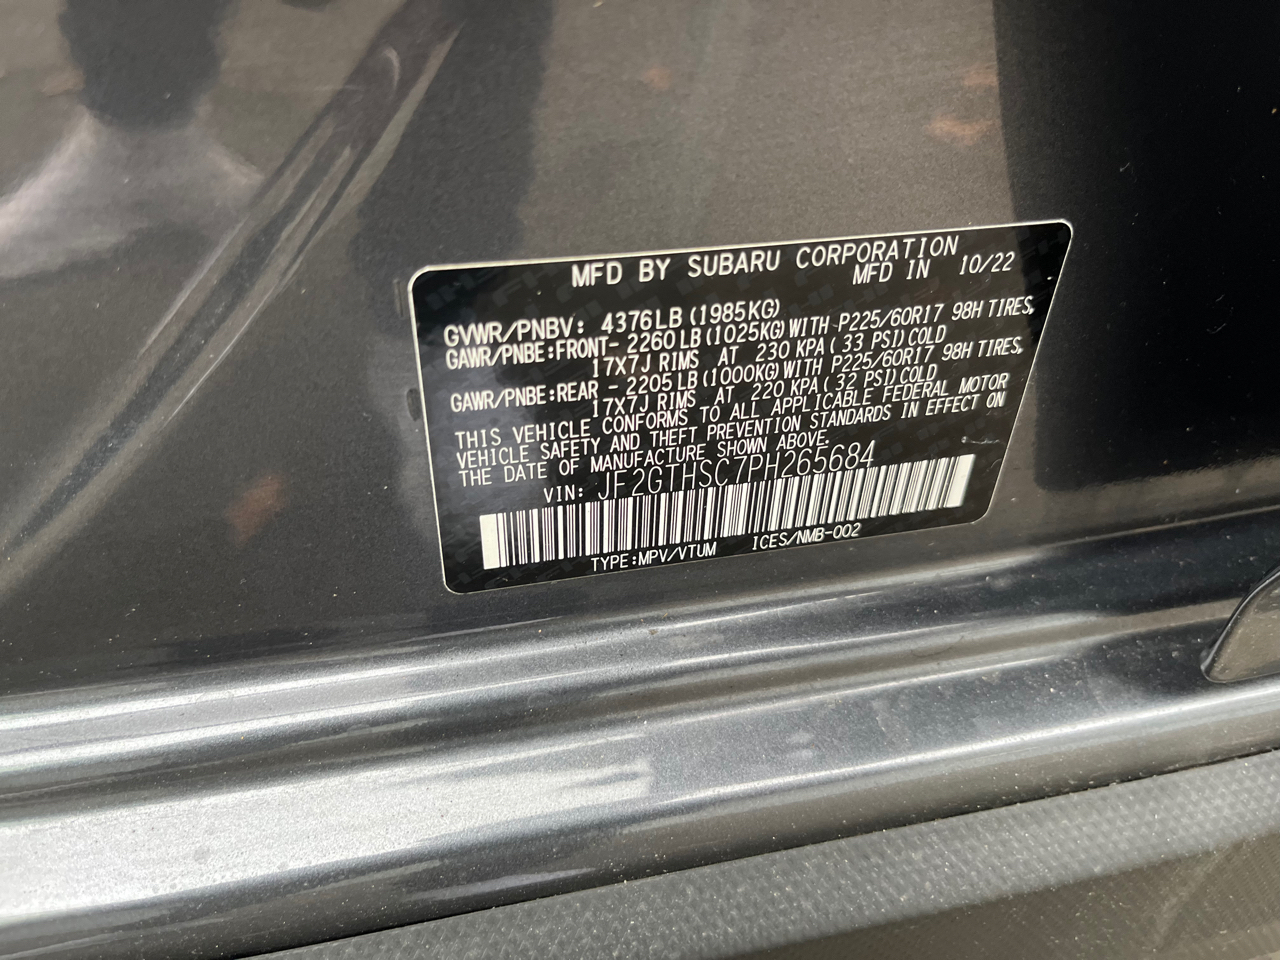 MFD BY SUBARU CORPORATION
MFD IN 10/22
GVWR/PNBV: 4376LB(1985KG)
GAWR/PNBE:FRONT- 2260LB(1025KG)WITH P225/60R17 98H TIRES,
17X7J RIMS AT 230 KPA(33 PSI)COLD
GAWR/PNBE:REAR - 2205LB(1000KG)WITH P225/60R17 98H TIRES,
17X7J RIMS AT 220 KPA(32 PSI)COLD
THIS VEHICLE CONFORMS TO ALL APPLICABLE FEDERAL MOTOR
VEHICLE SAFETY AND THEFT PREVENTION STANDARDS IN EFFECT ON
THE DATE OF MANUFACTURE SHOWN ABOVE.
VIN: JF2GTHSC7PH265684
TYPE:MPV/VTUM ICES/NMB-002